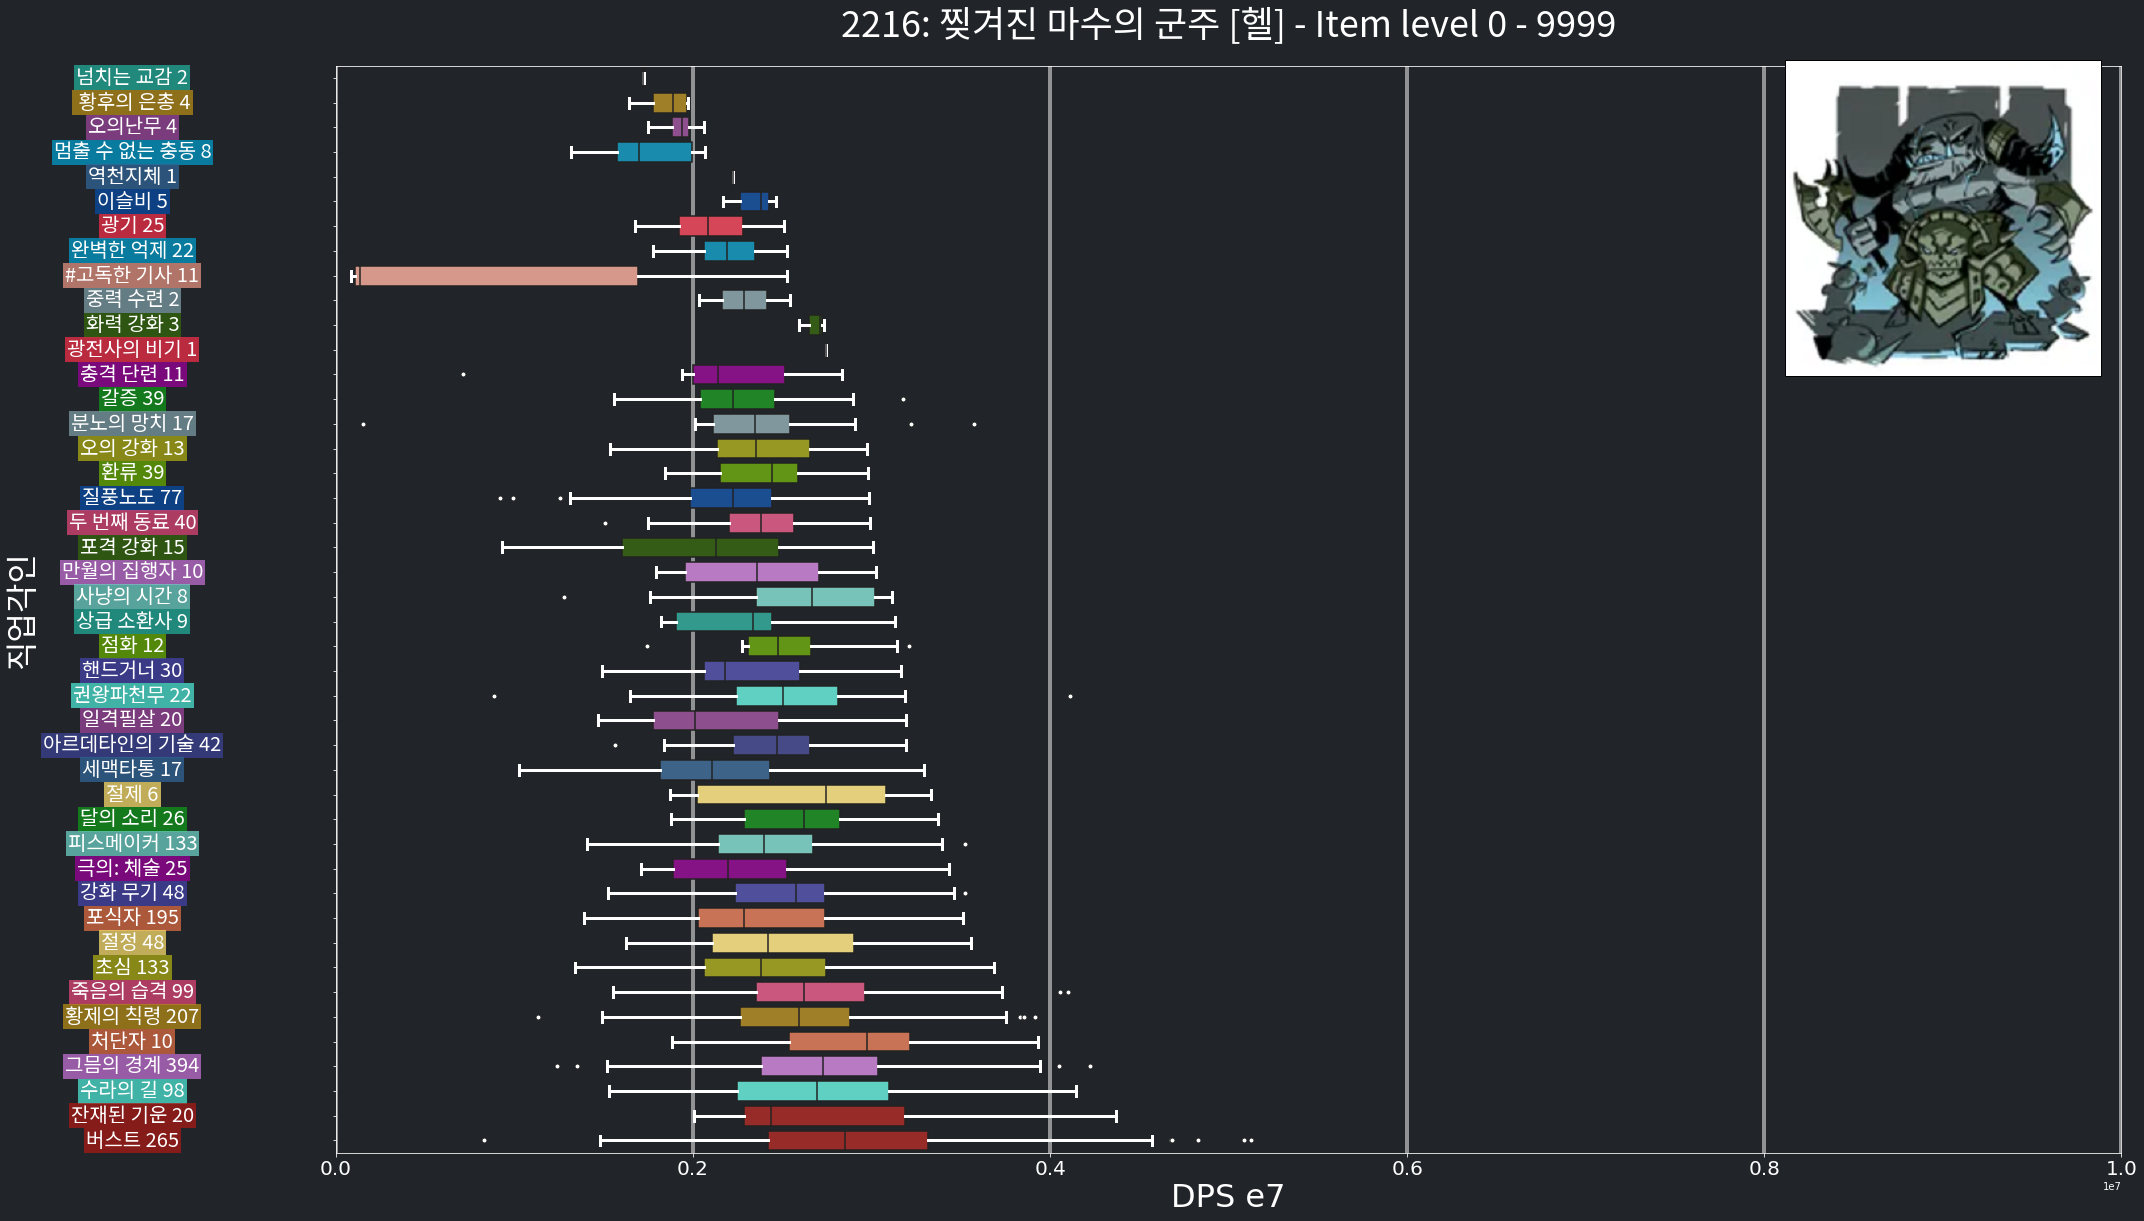 2216: 찢겨진 마수의 군주 [헬] - Item level 0 - 9999
직업각인
넘치는 교감 2
황후의 은총 4
오의난무 4
멈출 수 없는 충동 8
역천지체 1
이슬비 5
광기 25
완벽한 억제 22
#고독한 기사 11
중력 수련 2
화력 강화 3
광전사의 비기 1
충격 단련 11
갈증 39
분노의 망치 17
오의 강화 13
환류 39
질풍노도 77
두 번째 동료 40
포격 강화 15
만월의 집행자 10
사냥의 시간 8
상급 소환사 9
점화 12
핸드거너 30
권왕파천무 22
일격필살 20
아르데타인의 기술 42
세맥타통 17
절제 6
달의 소리 26
피스메이커 133
극의: 체술 25
강화 무기 48
포식자 195
절정 48
초심 133
죽음의 습격 99
황제의 칙령 207
처단자 10
그믐의 경계 394
수라의 길 98
잔재된 기운 20
버스트 265
0.0 0.2 0.4 0.6 0.8 1.0
1e7
DPS e7